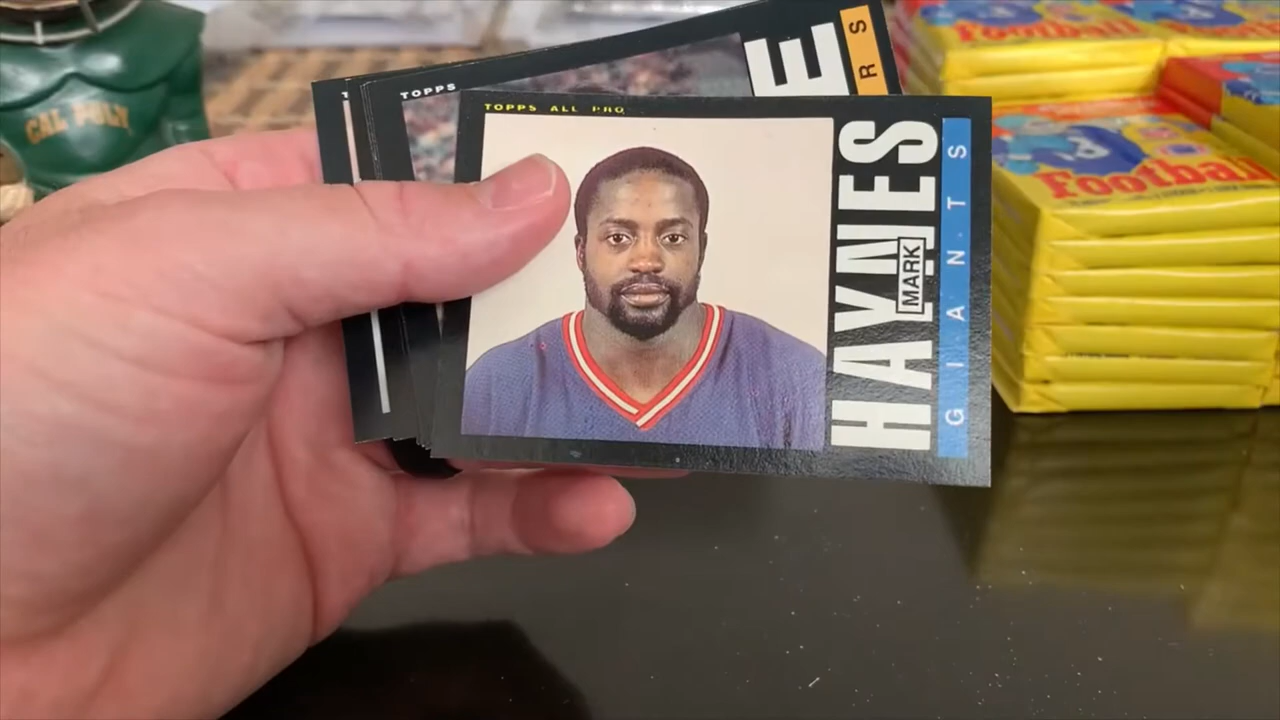 CAL POLY
TOPPS
E
R S
TOPPS ALL PRO
HAYNES
MARK
GIANTS
Football
Football